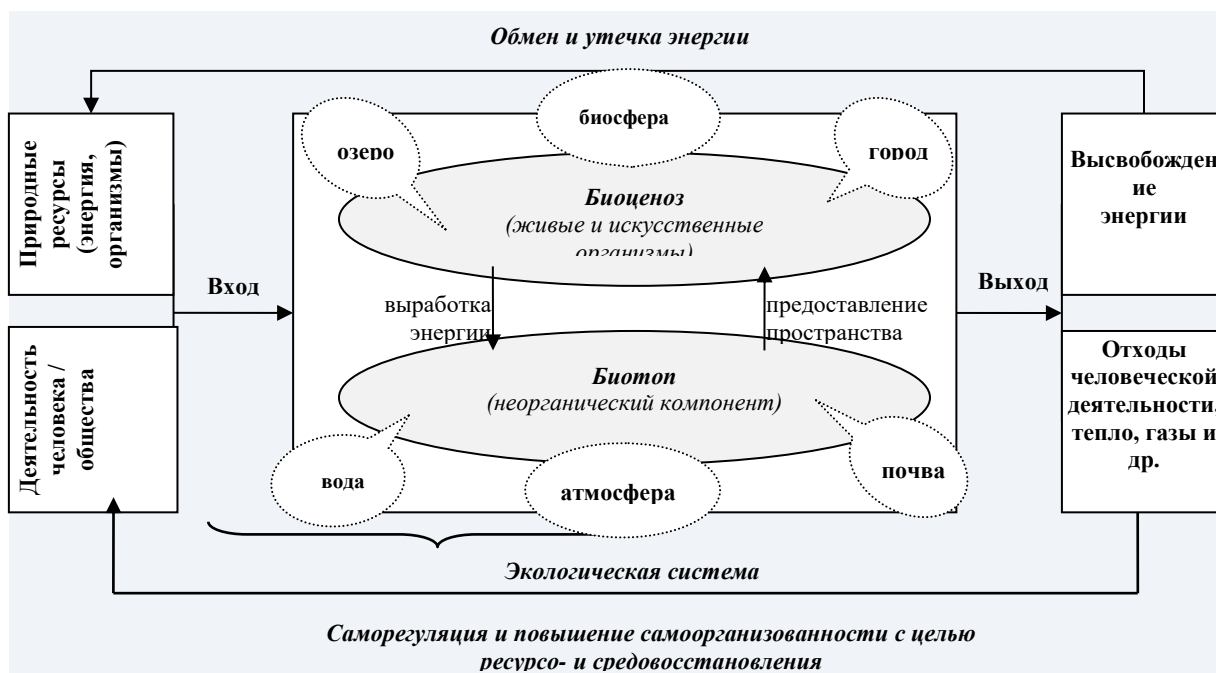 Обмен и утечка энергии
биосфера
озеро
город
Природные
ресурсы
(энергия,
организмы)
Высвобожден
ие
энергии
Биоценоз
(живые и искусственные
организмы)
Вход
Выход
выработка
энергии
предоставление
пространства
Деятельность
человека /
общества
Отходы
человеческой
деятельности,
тепло, газы и
др.
Биотоп
(неорганический компонент)
вода
атмосфера
почва
Экологическая система
Саморегуляция и повышение самоорганизованности с целью
ресурсо- и средовосстановления